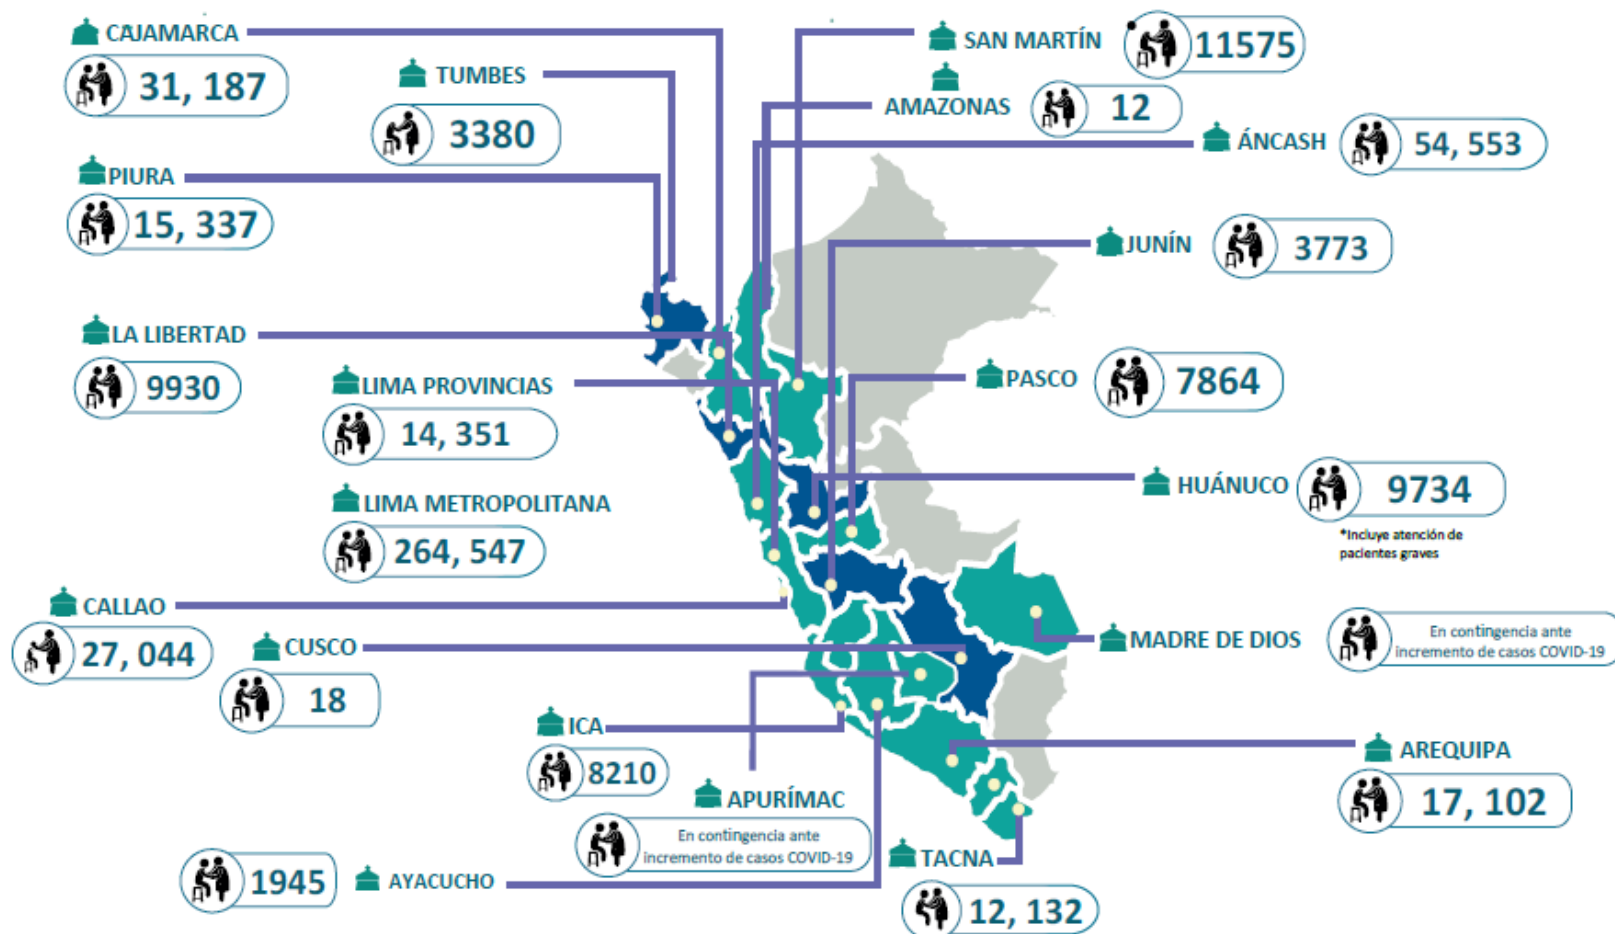 CAJAMARCA
31, 187
TUMBES
3380
SAN MARTÍN
11575
AMAZONAS
12
ÁNCASH
54, 553
PIURA
15, 337
JUNÍN
3773
LA LIBERTAD
9930
LIMA PROVINCIAS
14, 351
PASCO
7864
LIMA METROPOLITANA
264, 547
HUÁNUCO
9734
*Incluye atención de
pacientes graves
CALLAO
27, 044
CUSCO
18
MADRE DE DIOS
En contingencia ante
incremento de casos COVID-19
ICA
8210
APURÍMAC
En contingencia ante
incremento de casos COVID-19
AREQUIPA
17, 102
1945
AYACUCHO
TACNA
12, 132